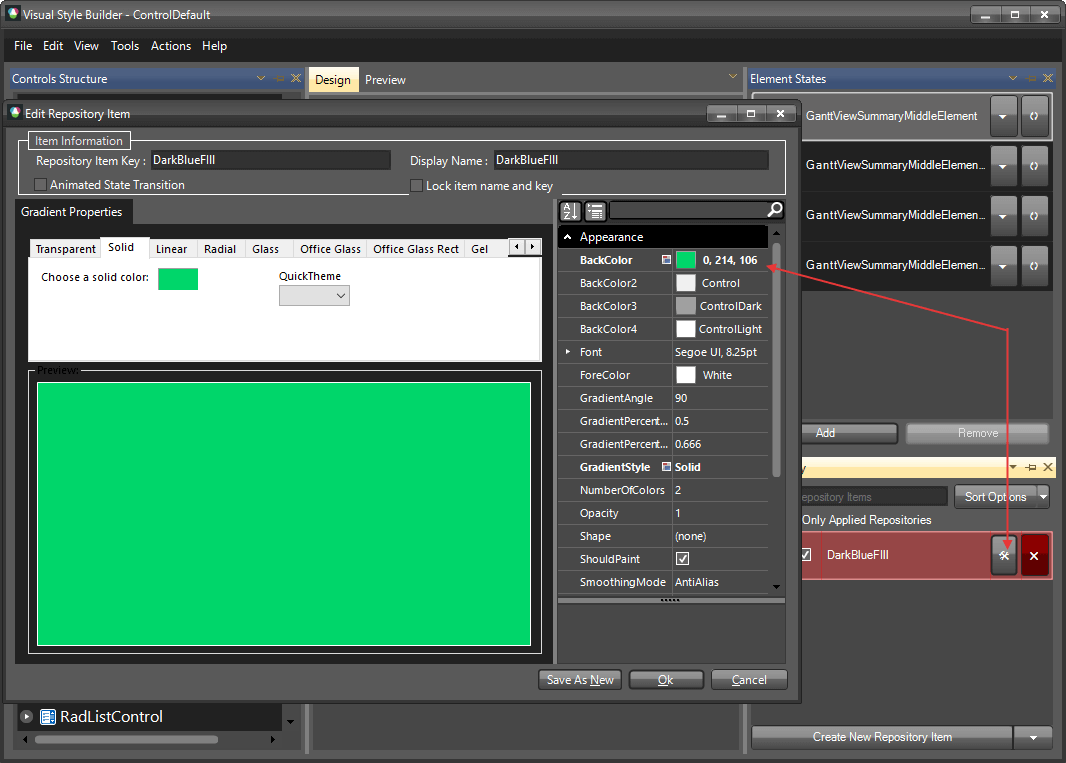 Visual Style Builder - ControlDefault
File Edit View Tools Actions Help
Controls Structure
Design Preview
Element States
Edit Repository Item
Item Information
Repository Item Key : DarkBlueFIll
Display Name : DarkBlueFIll
Animated State Transition
Lock item name and key
Gradient Properties
Transparent Solid Linear Radial Glass Office Glass Office Glass Rect Gel
Choose a solid color:
QuickTheme
Preview:
Appearance
BackColor 0, 214, 106
BackColor2 Control
BackColor3 ControlDark
BackColor4 ControlLight
Font Segoe UI, 8.25pt
ForeColor White
GradientAngle 90
GradientPercent... 0.5
GradientPercent... 0.666
GradientStyle Solid
NumberOfColors 2
Opacity 1
Shape (none)
ShouldPaint
SmoothingMode AntiAlias
Save As New Ok Cancel
GanttViewSummaryMiddleElement
GanttViewSummaryMiddleElemen...
GanttViewSummaryMiddleElemen...
GanttViewSummaryMiddleElemen...
Add Remove
y
epository Items
Sort Options
Only Applied Repositories
DarkBlueFIll
RadListControl
Create New Repository Item